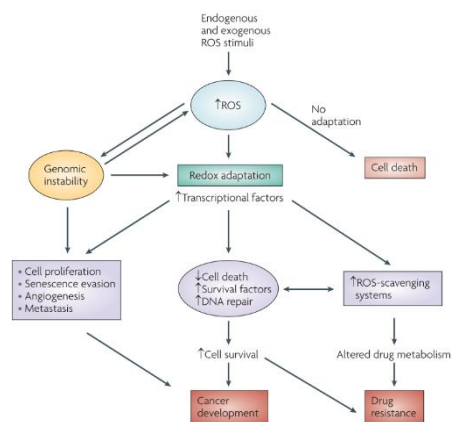 Endogenous
and exogenous
ROS stimuli
↑ROS
No
adaptation
Genomic
instability
Redox adaptation
Cell death
↑Transcriptional factors
• Cell proliferation
• Senescence evasion
• Angiogenesis
• Metastasis
↓Cell death
↑Survival factors
↑DNA repair
↑ROS-scavenging
systems
↑Cell survival
Altered drug metabolism
Cancer
development
Drug
resistance